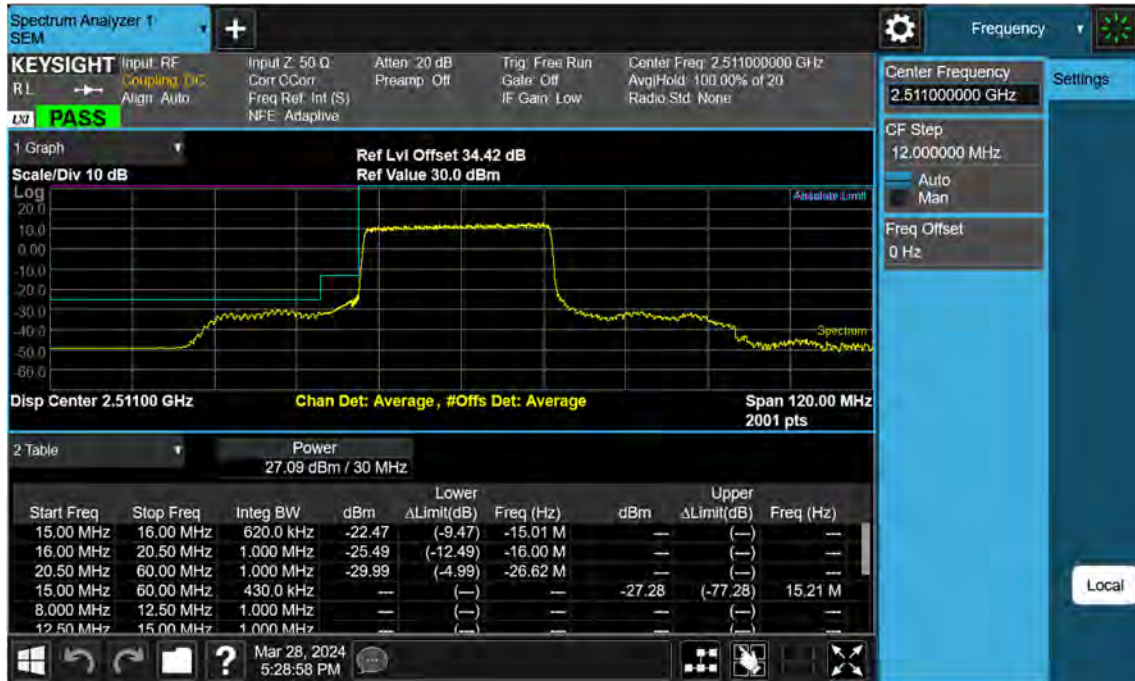 Spectrum Analyzer 1
SEM
Frequency
KEYSIGHT
Input: RF
Input Z: 50 Ω
Atten: 20 dB
Trig: Free Run
Center Freq: 2.511000000 GHz
RL
Coupling: DC
Corr CCorr
Preamp: Off
Gate: Off
Avg|Hold: 100.00% of 20
Align: Auto
Freq Ref: Int (S)
IF Gain: Low
Radio Std: None
LXI
PASS
NFE: Adaptive
Center Frequency
2.511000000 GHz
Settings
CF Step
12.000000 MHz
Auto
Man
Freq Offset
0 Hz
1 Graph
Ref Lvl Offset 34.42 dB
Scale/Div 10 dB
Ref Value 30.0 dBm
Log
Absolute Limit
20.0
10.0
0.00
-10.0
-20.0
-30.0
-40.0
Spectrum
-50.0
-60.0
Disp Center 2.51100 GHz
Chan Det: Average, #Offs Det: Average
Span 120.00 MHz
2001 pts
2 Table
Power
27.09 dBm / 30 MHz
Lower
Upper
Start Freq Stop Freq Integ BW dBm ΔLimit(dB) Freq (Hz) dBm ΔLimit(dB) Freq (Hz)
15.00 MHz 16.00 MHz 620.0 kHz -22.47 (-9.47) -15.01 M --- (---) ---
16.00 MHz 20.50 MHz 1.000 MHz -25.49 (-12.49) -16.00 M --- (---) ---
20.50 MHz 60.00 MHz 1.000 MHz -29.99 (-4.99) -26.62 M --- (---) ---
15.00 MHz 60.00 MHz 430.0 kHz --- (---) --- -27.28 (-77.28) 15.21 M
8.000 MHz 12.50 MHz 1.000 MHz --- (---) --- --- (---) ---
12.50 MHz 15.00 MHz 1.000 MHz --- (---) --- --- (---) ---
Local
?
Mar 28, 2024
5:28:58 PM